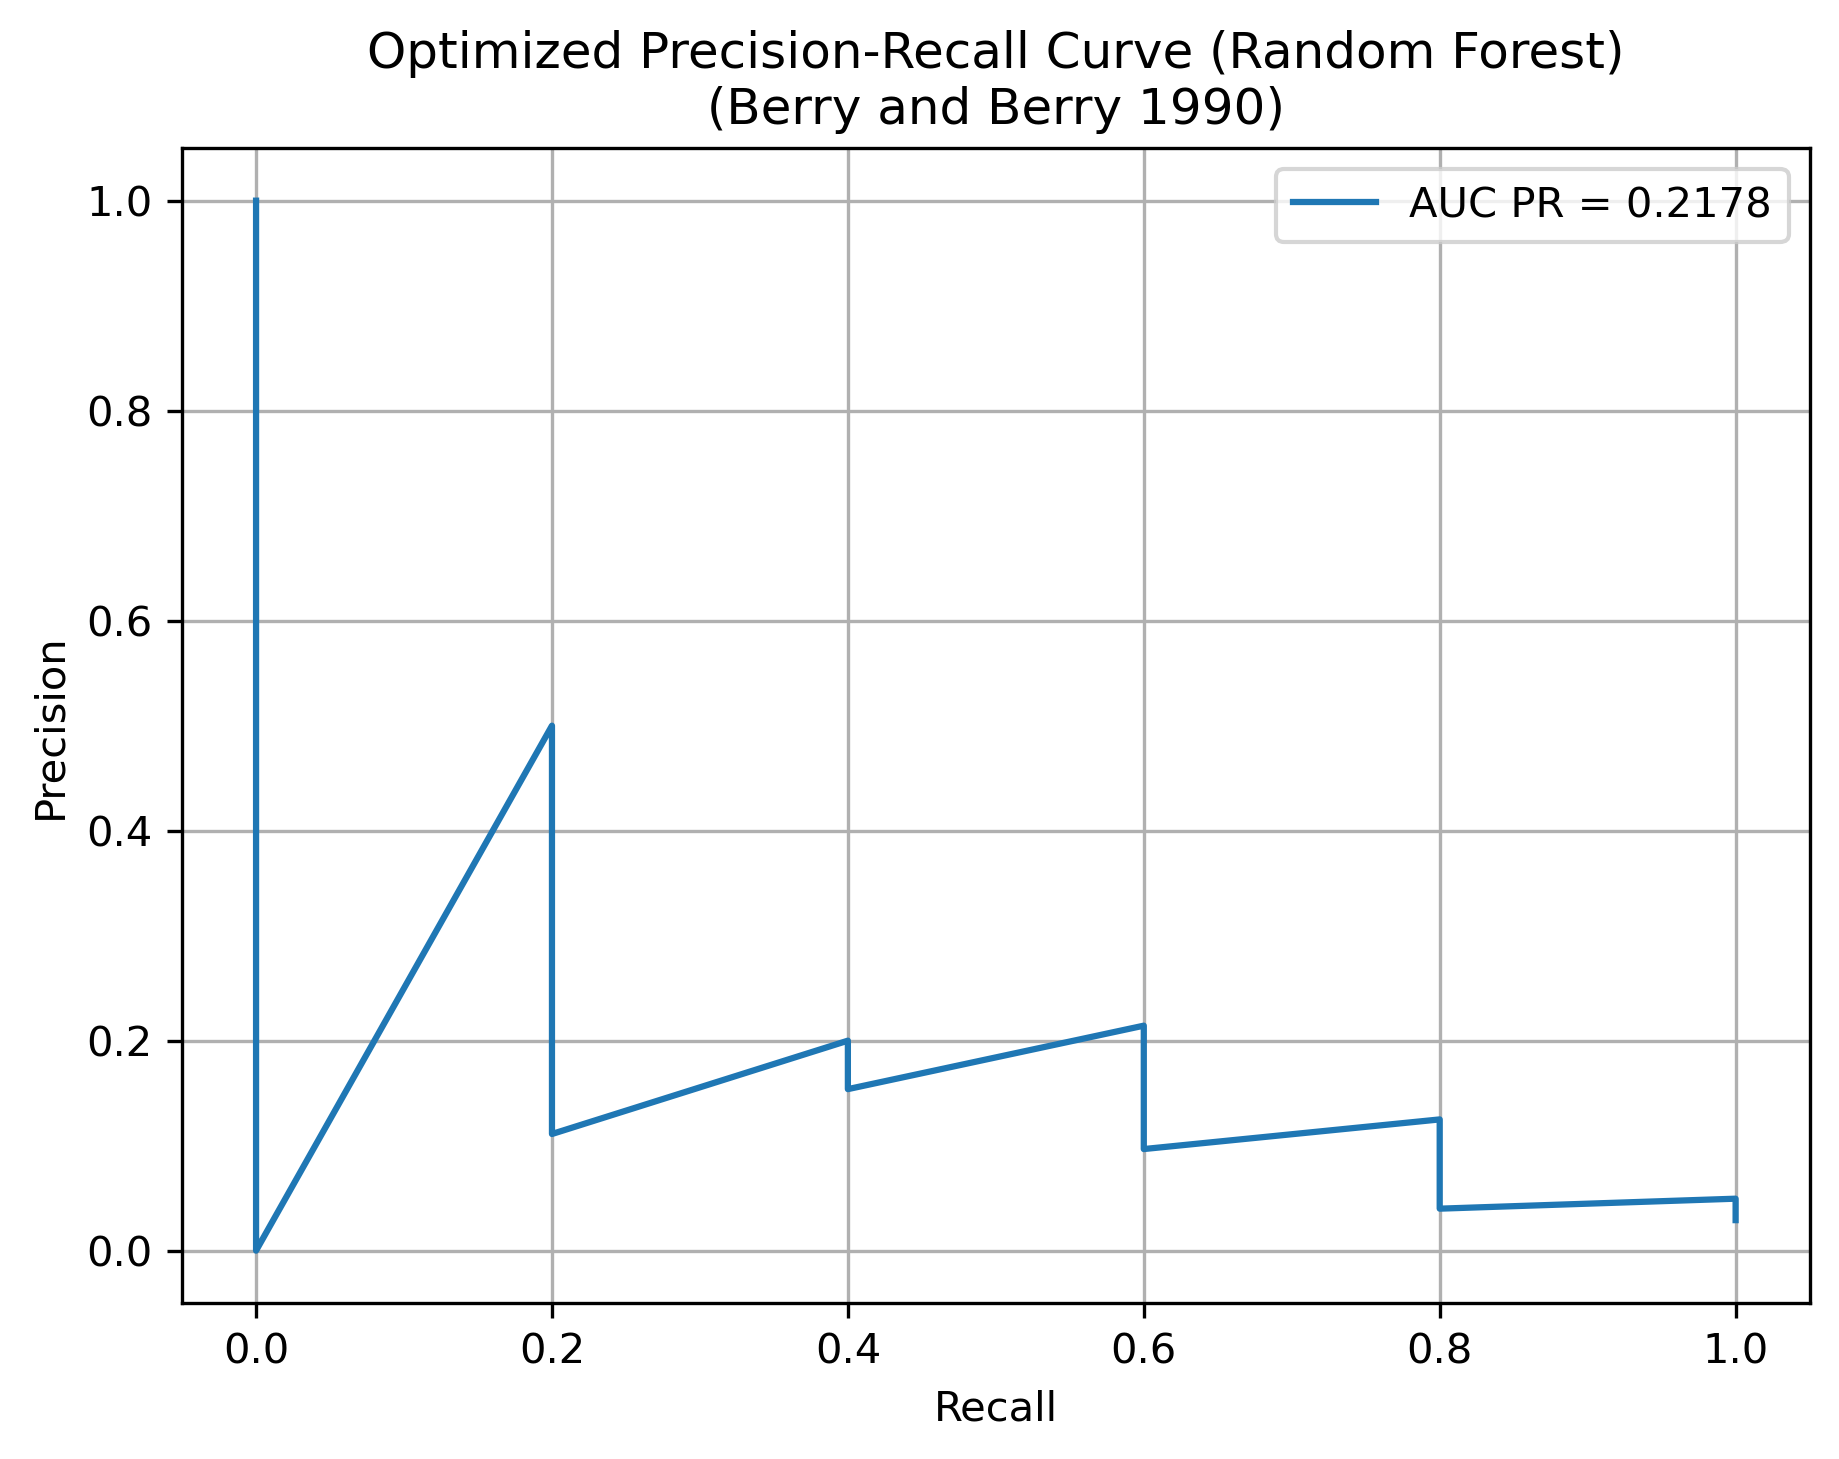 Optimized Precision-Recall Curve (Random Forest)
(Berry and Berry 1990)
AUC PR = 0.2178
1.0
0.8
0.6
0.4
0.2
0.0
Precision
0.0 0.2 0.4 0.6 0.8 1.0
Recall